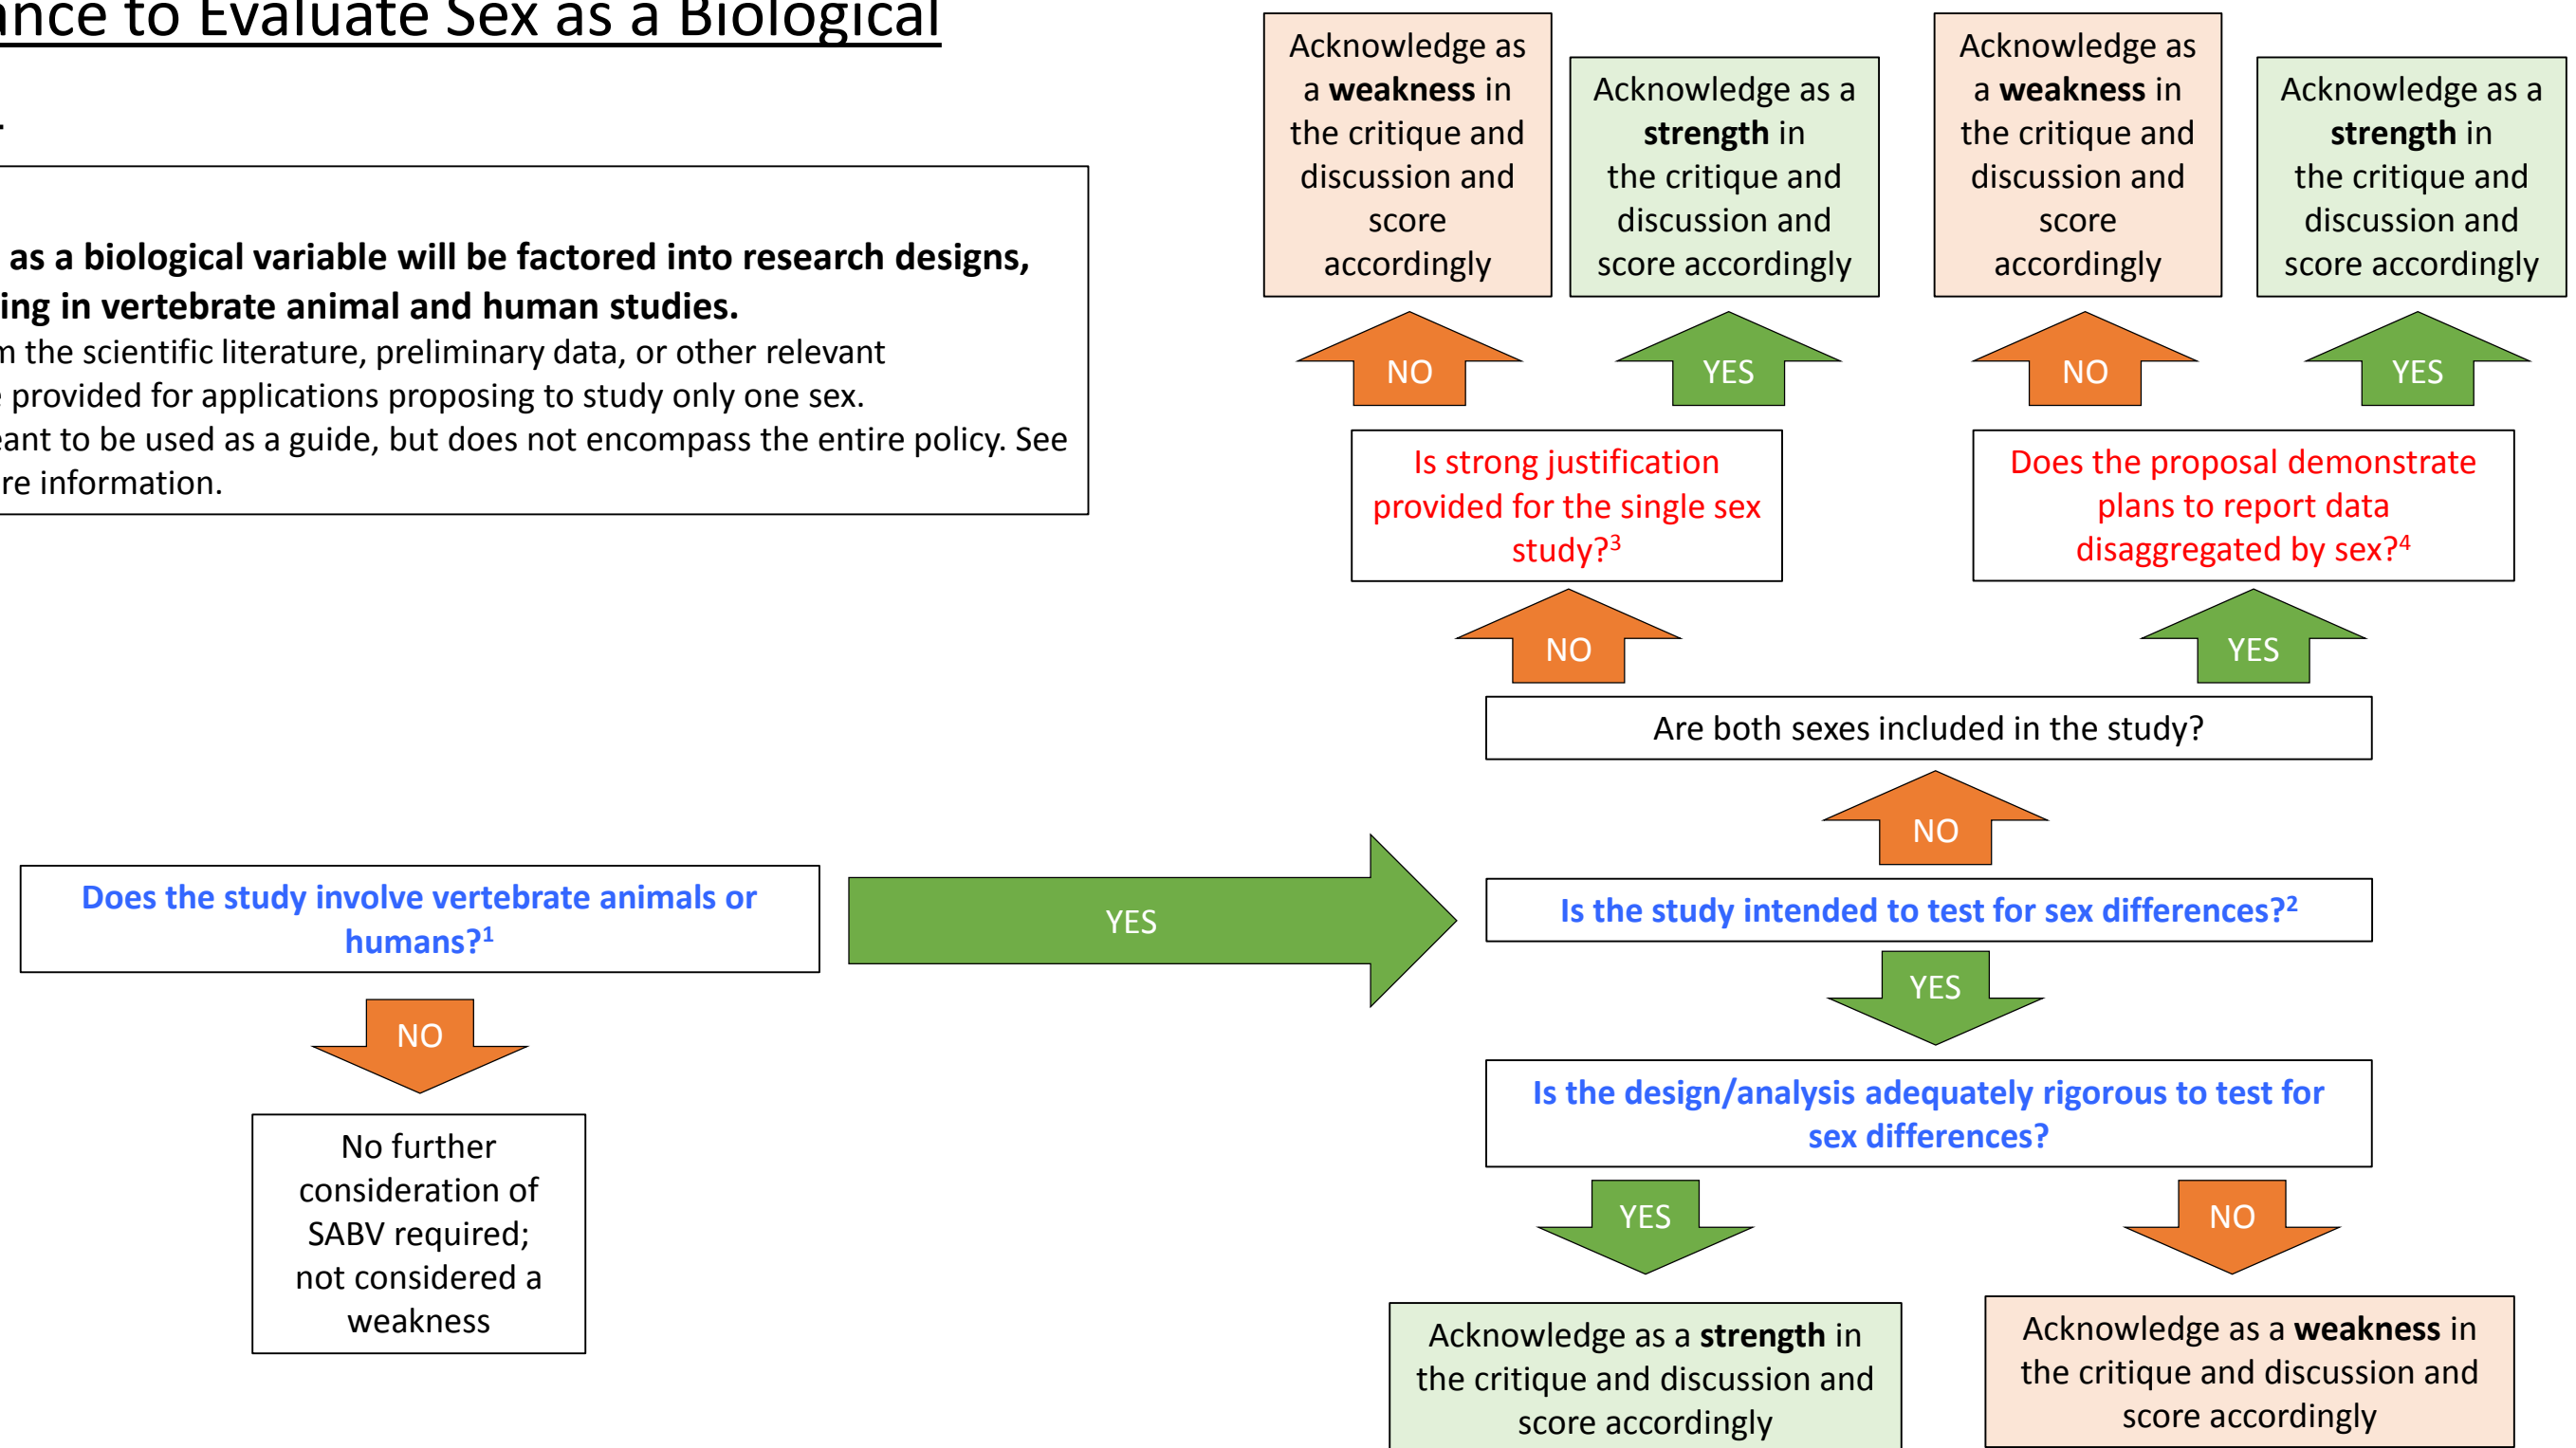 ance to Evaluate Sex as a Biological
.
as a biological variable will be factored into research designs,
ing in vertebrate animal and human studies.
m the scientific literature, preliminary data, or other relevant
e provided for applications proposing to study only one sex.
eant to be used as a guide, but does not encompass the entire policy. See
re information.
Acknowledge as
a weakness in
the critique and
discussion and
score
accordingly
Acknowledge as a
strength in
the critique and
discussion and
score accordingly
Acknowledge as
a weakness in
the critique and
discussion and
score
accordingly
Acknowledge as a
strength in
the critique and
discussion and
score accordingly
NO
YES
NO
YES
Is strong justification
provided for the single sex
study?³
Does the proposal demonstrate
plans to report data
disaggregated by sex?⁴
NO
YES
Are both sexes included in the study?
NO
Does the study involve vertebrate animals or
humans?¹
YES
Is the study intended to test for sex differences?²
YES
NO
Is the design/analysis adequately rigorous to test for
sex differences?
No further
consideration of
SABV required;
not considered a
weakness
YES
NO
Acknowledge as a strength in
the critique and discussion and
score accordingly
Acknowledge as a weakness in
the critique and discussion and
score accordingly